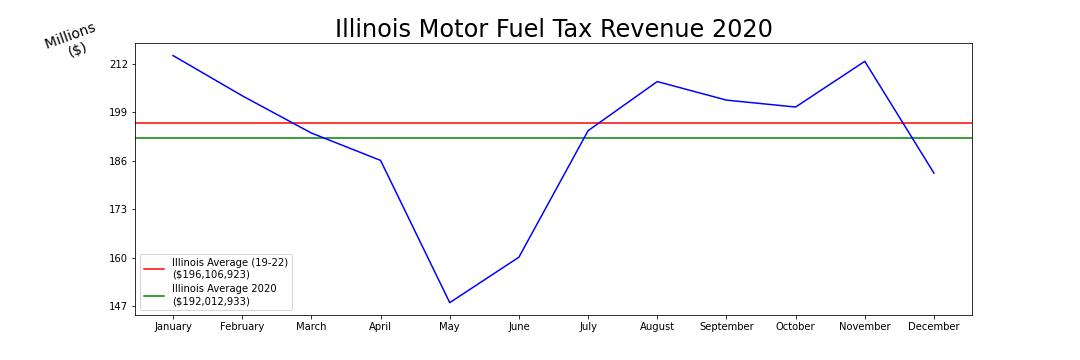 Illinois Motor Fuel Tax Revenue 2020
Millions
($)
212
199
186
173
160
147
Illinois Average (19-22)
($196,106,923)
Illinois Average 2020
($192,012,933)
January February March April May June July August September October November December